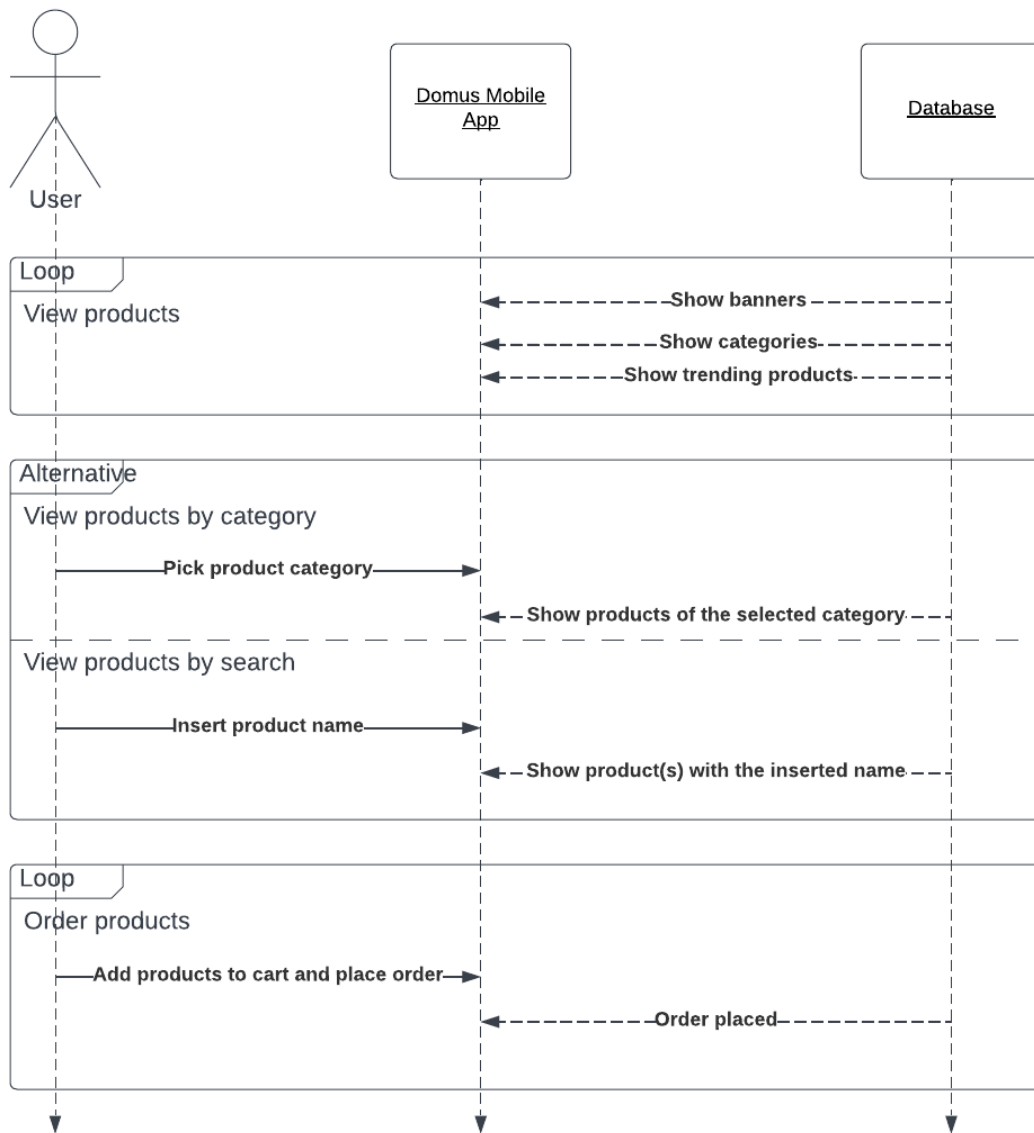 Domus Mobile
App
Database
User
Loop
View products
Show banners
Show categories
Show trending products
Alternative
View products by category
Pick product category
Show products of the selected category
View products by search
Insert product name
Show product(s) with the inserted name
Loop
Order products
Add products to cart and place order
Order placed